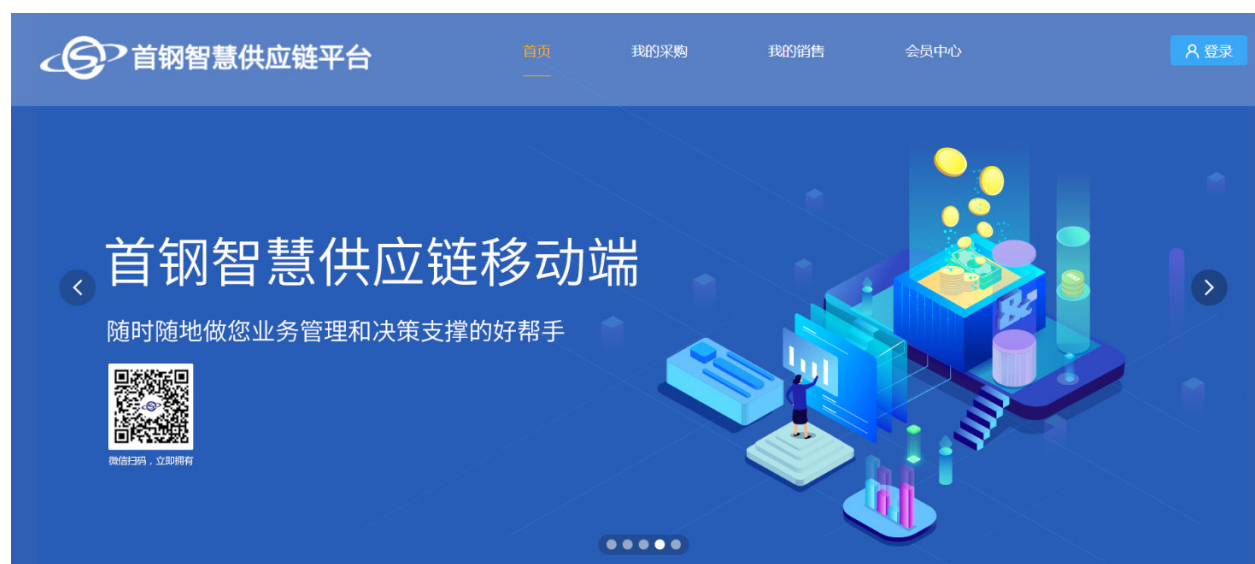 首钢智慧供应链平台
首页 我的采购 我的销售 会员中心 登录
首钢智慧供应链移动端
随时随地做您业务管理和决策支撑的好帮手
微信扫码，立即拥有